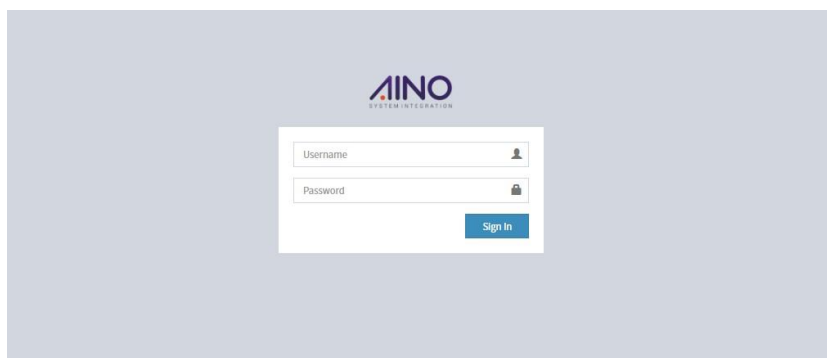 AINO
SYSTEM INTEGRATION
Username
Password
Sign In